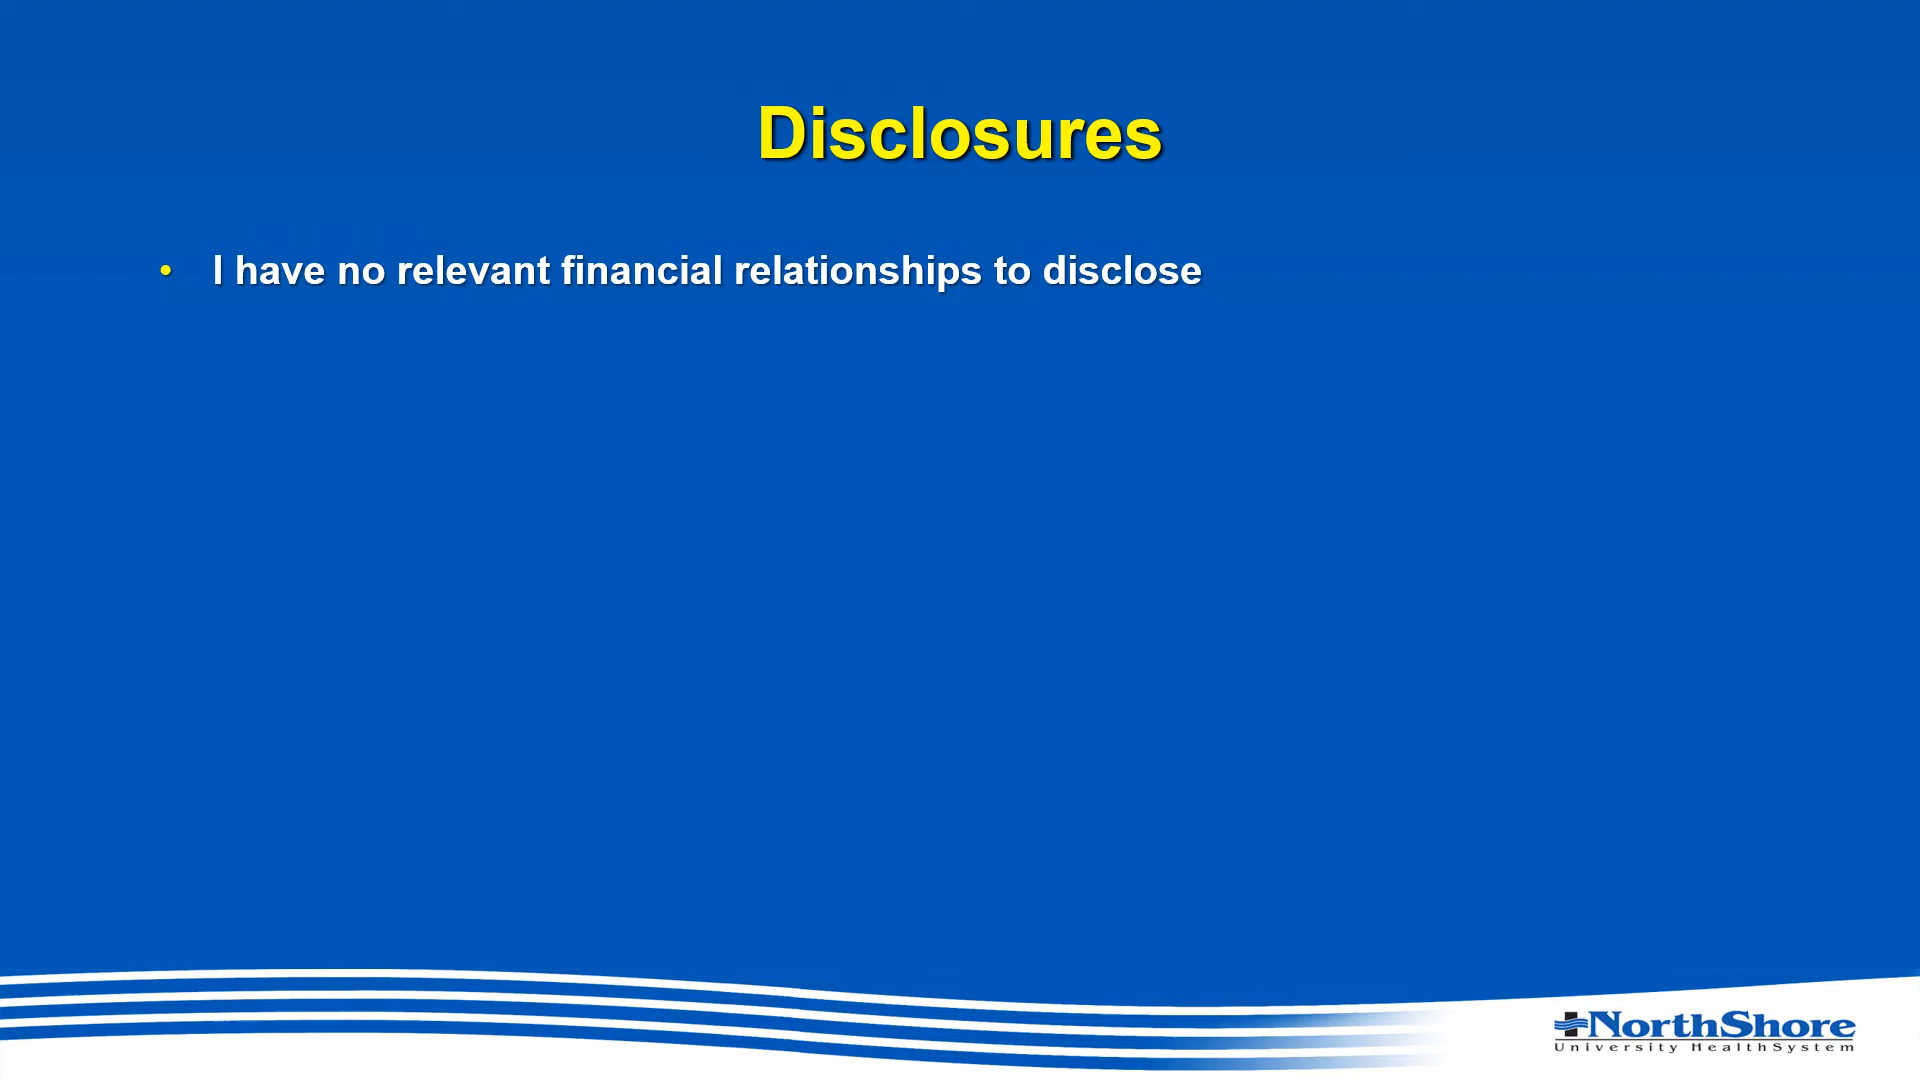 Disclosures
• I have no relevant financial relationships to disclose
NorthShore
University HealthSystem